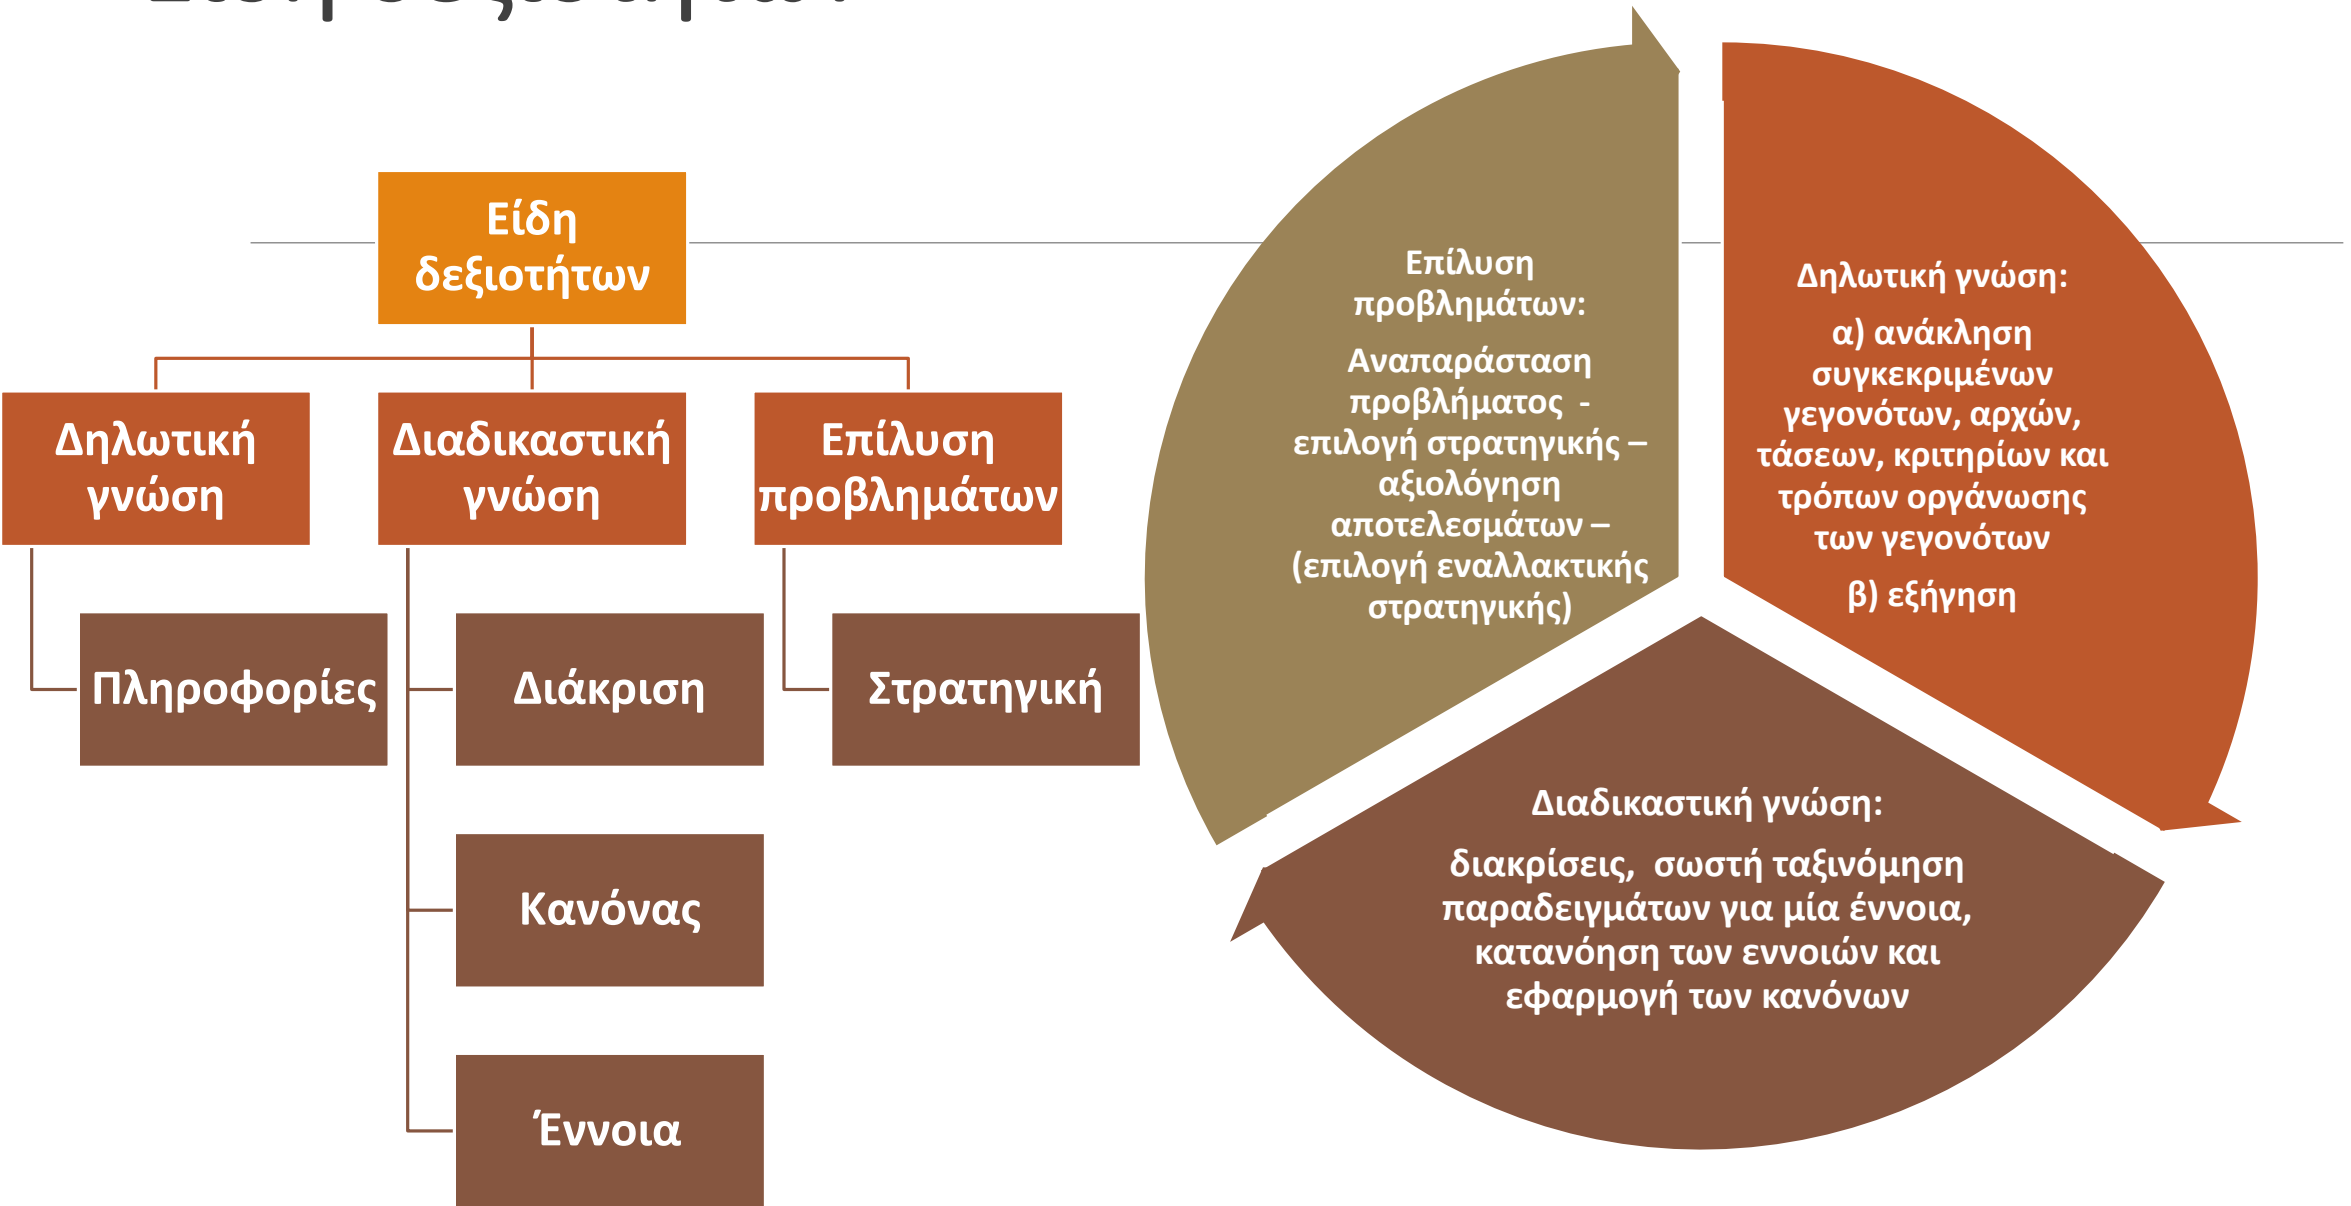 Είδη δεξιοτήτων
Είδη
δεξιοτήτων
Δηλωτική
γνώση
Διαδικαστική
γνώση
Επίλυση
προβλημάτων
Πληροφορίες
Διάκριση
Στρατηγική
Κανόνας
Έννοια
Επίλυση
προβλημάτων:
Αναπαράσταση
προβλήματος -
επιλογή στρατηγικής –
αξιολόγηση
αποτελεσμάτων –
(επιλογή εναλλακτικής
στρατηγικής)
Δηλωτική γνώση:
α) ανάκληση
συγκεκριμένων
γεγονότων, αρχών,
τάσεων, κριτηρίων και
τρόπων οργάνωσης
των γεγονότων
β) εξήγηση
Διαδικαστική γνώση:
διακρίσεις, σωστή ταξινόμηση
παραδειγμάτων για μία έννοια,
κατανόηση των εννοιών και
εφαρμογή των κανόνων